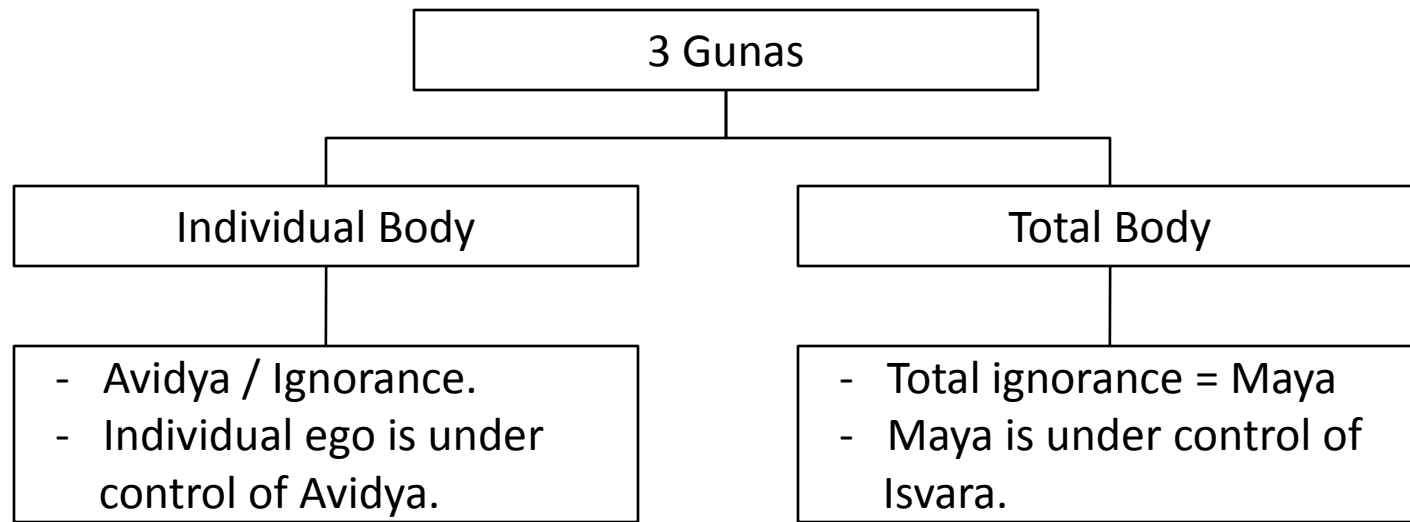 3 Gunas
Individual Body
Total Body
- Avidya / Ignorance.
- Individual ego is under
control of Avidya.
- Total ignorance = Maya
- Maya is under control of
Isvara.